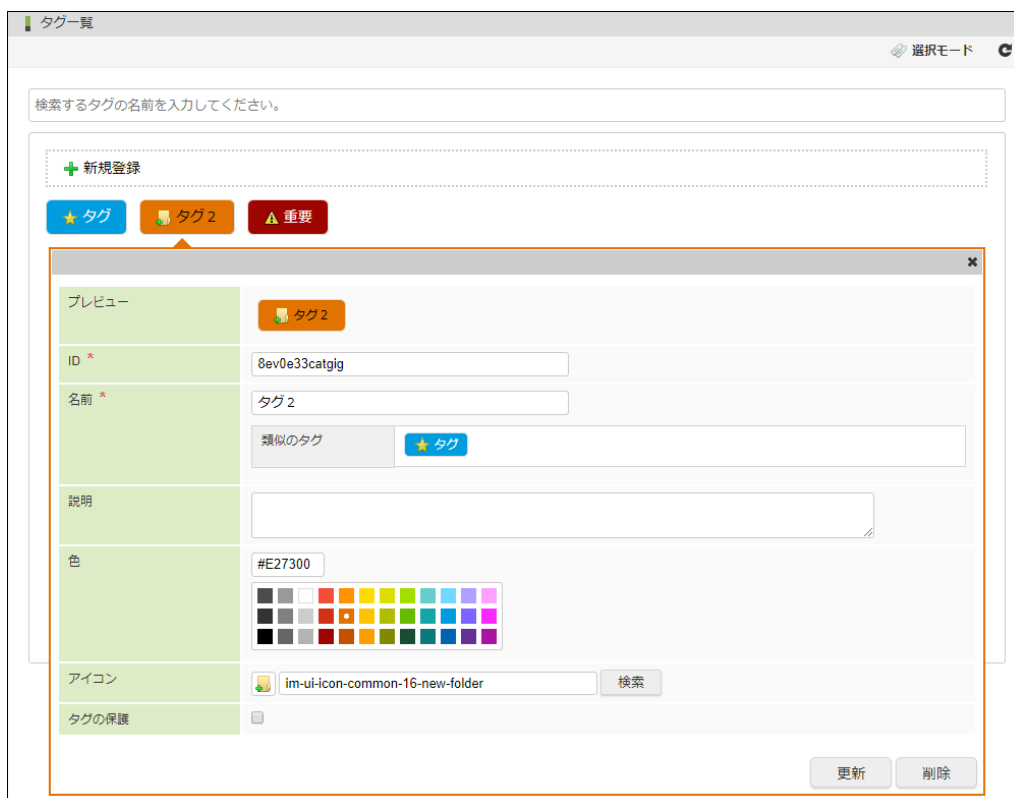 タグ一覧
選択モード
検索するタグの名前を入力してください。
新規登録
タグ タグ２ 重要
プレビュー タグ２
ID * 8ev0e33catgig
名前 * タグ２
類似のタグ タグ
説明
色 #E27300
アイコン im-ui-icon-common-16-new-folder 検索
タグの保護
更新 削除